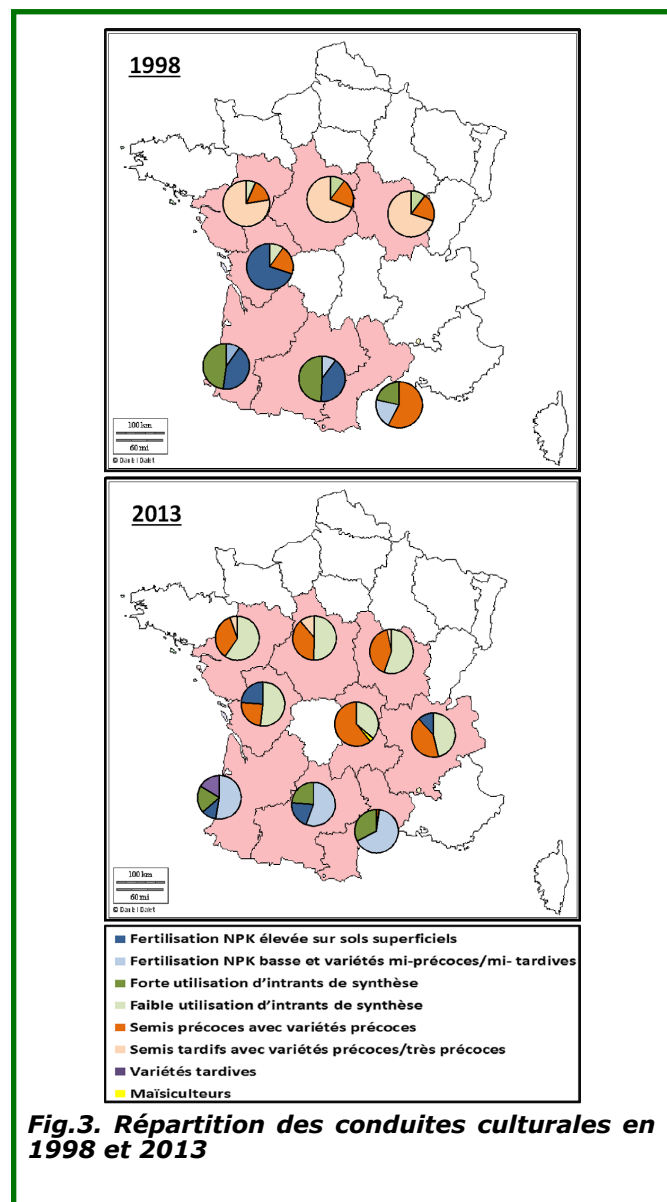 1998
100 km
60 mi
© Daniel Dalet
2013
100 km
60 mi
© Daniel Dalet
Fertilisation NPK élevée sur sols superficiels
Fertilisation NPK basse et variétés mi-précoces/mi- tardives
Forte utilisation d'intrants de synthèse
Faible utilisation d'intrants de synthèse
Semis précoces avec variétés précoces
Semis tardifs avec variétés précoces/très précoces
Variétés tardives
Maïsiculteurs
Fig.3. Répartition des conduites culturales en
1998 et 2013